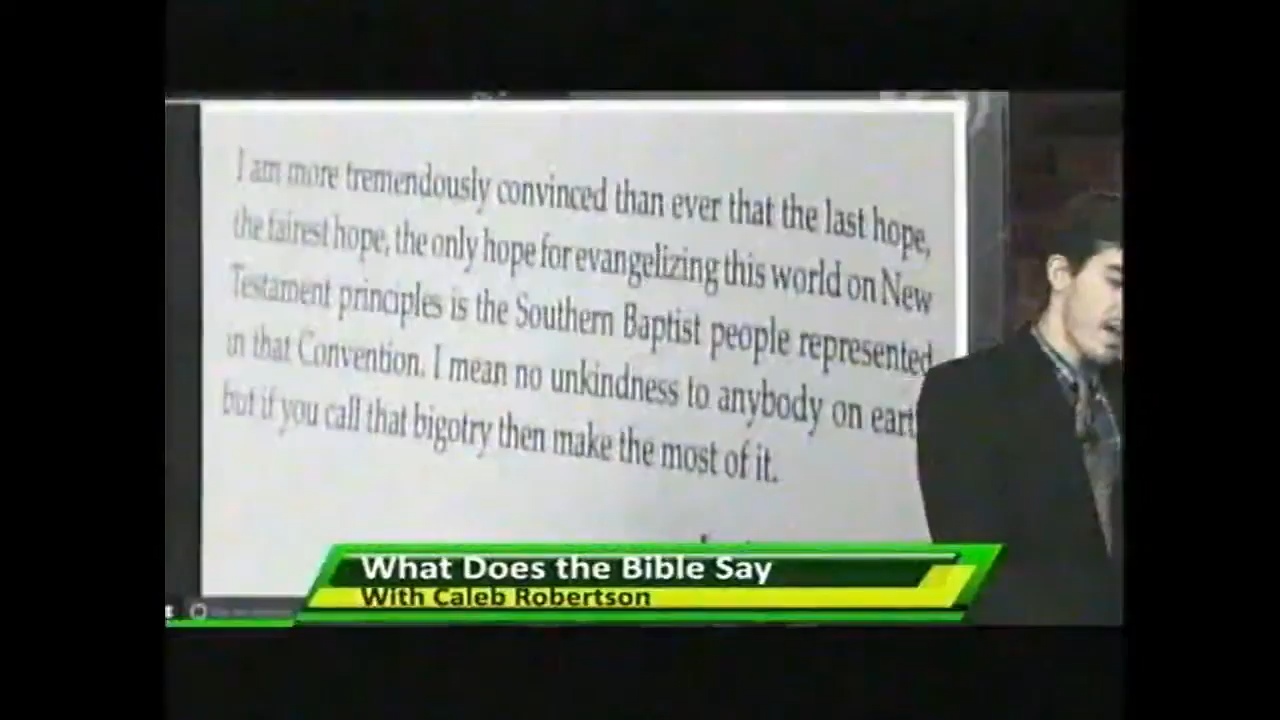 I am more tremendously convinced than ever that the last hope,
the fairest hope, the only hope for evangelizing this world on New
Testament principles is the Southern Baptist people represented
in that Convention. I mean no unkindness to anybody on eart
but if you call that bigotry then make the most of it.
What Does the Bible Say
With Caleb Robertson